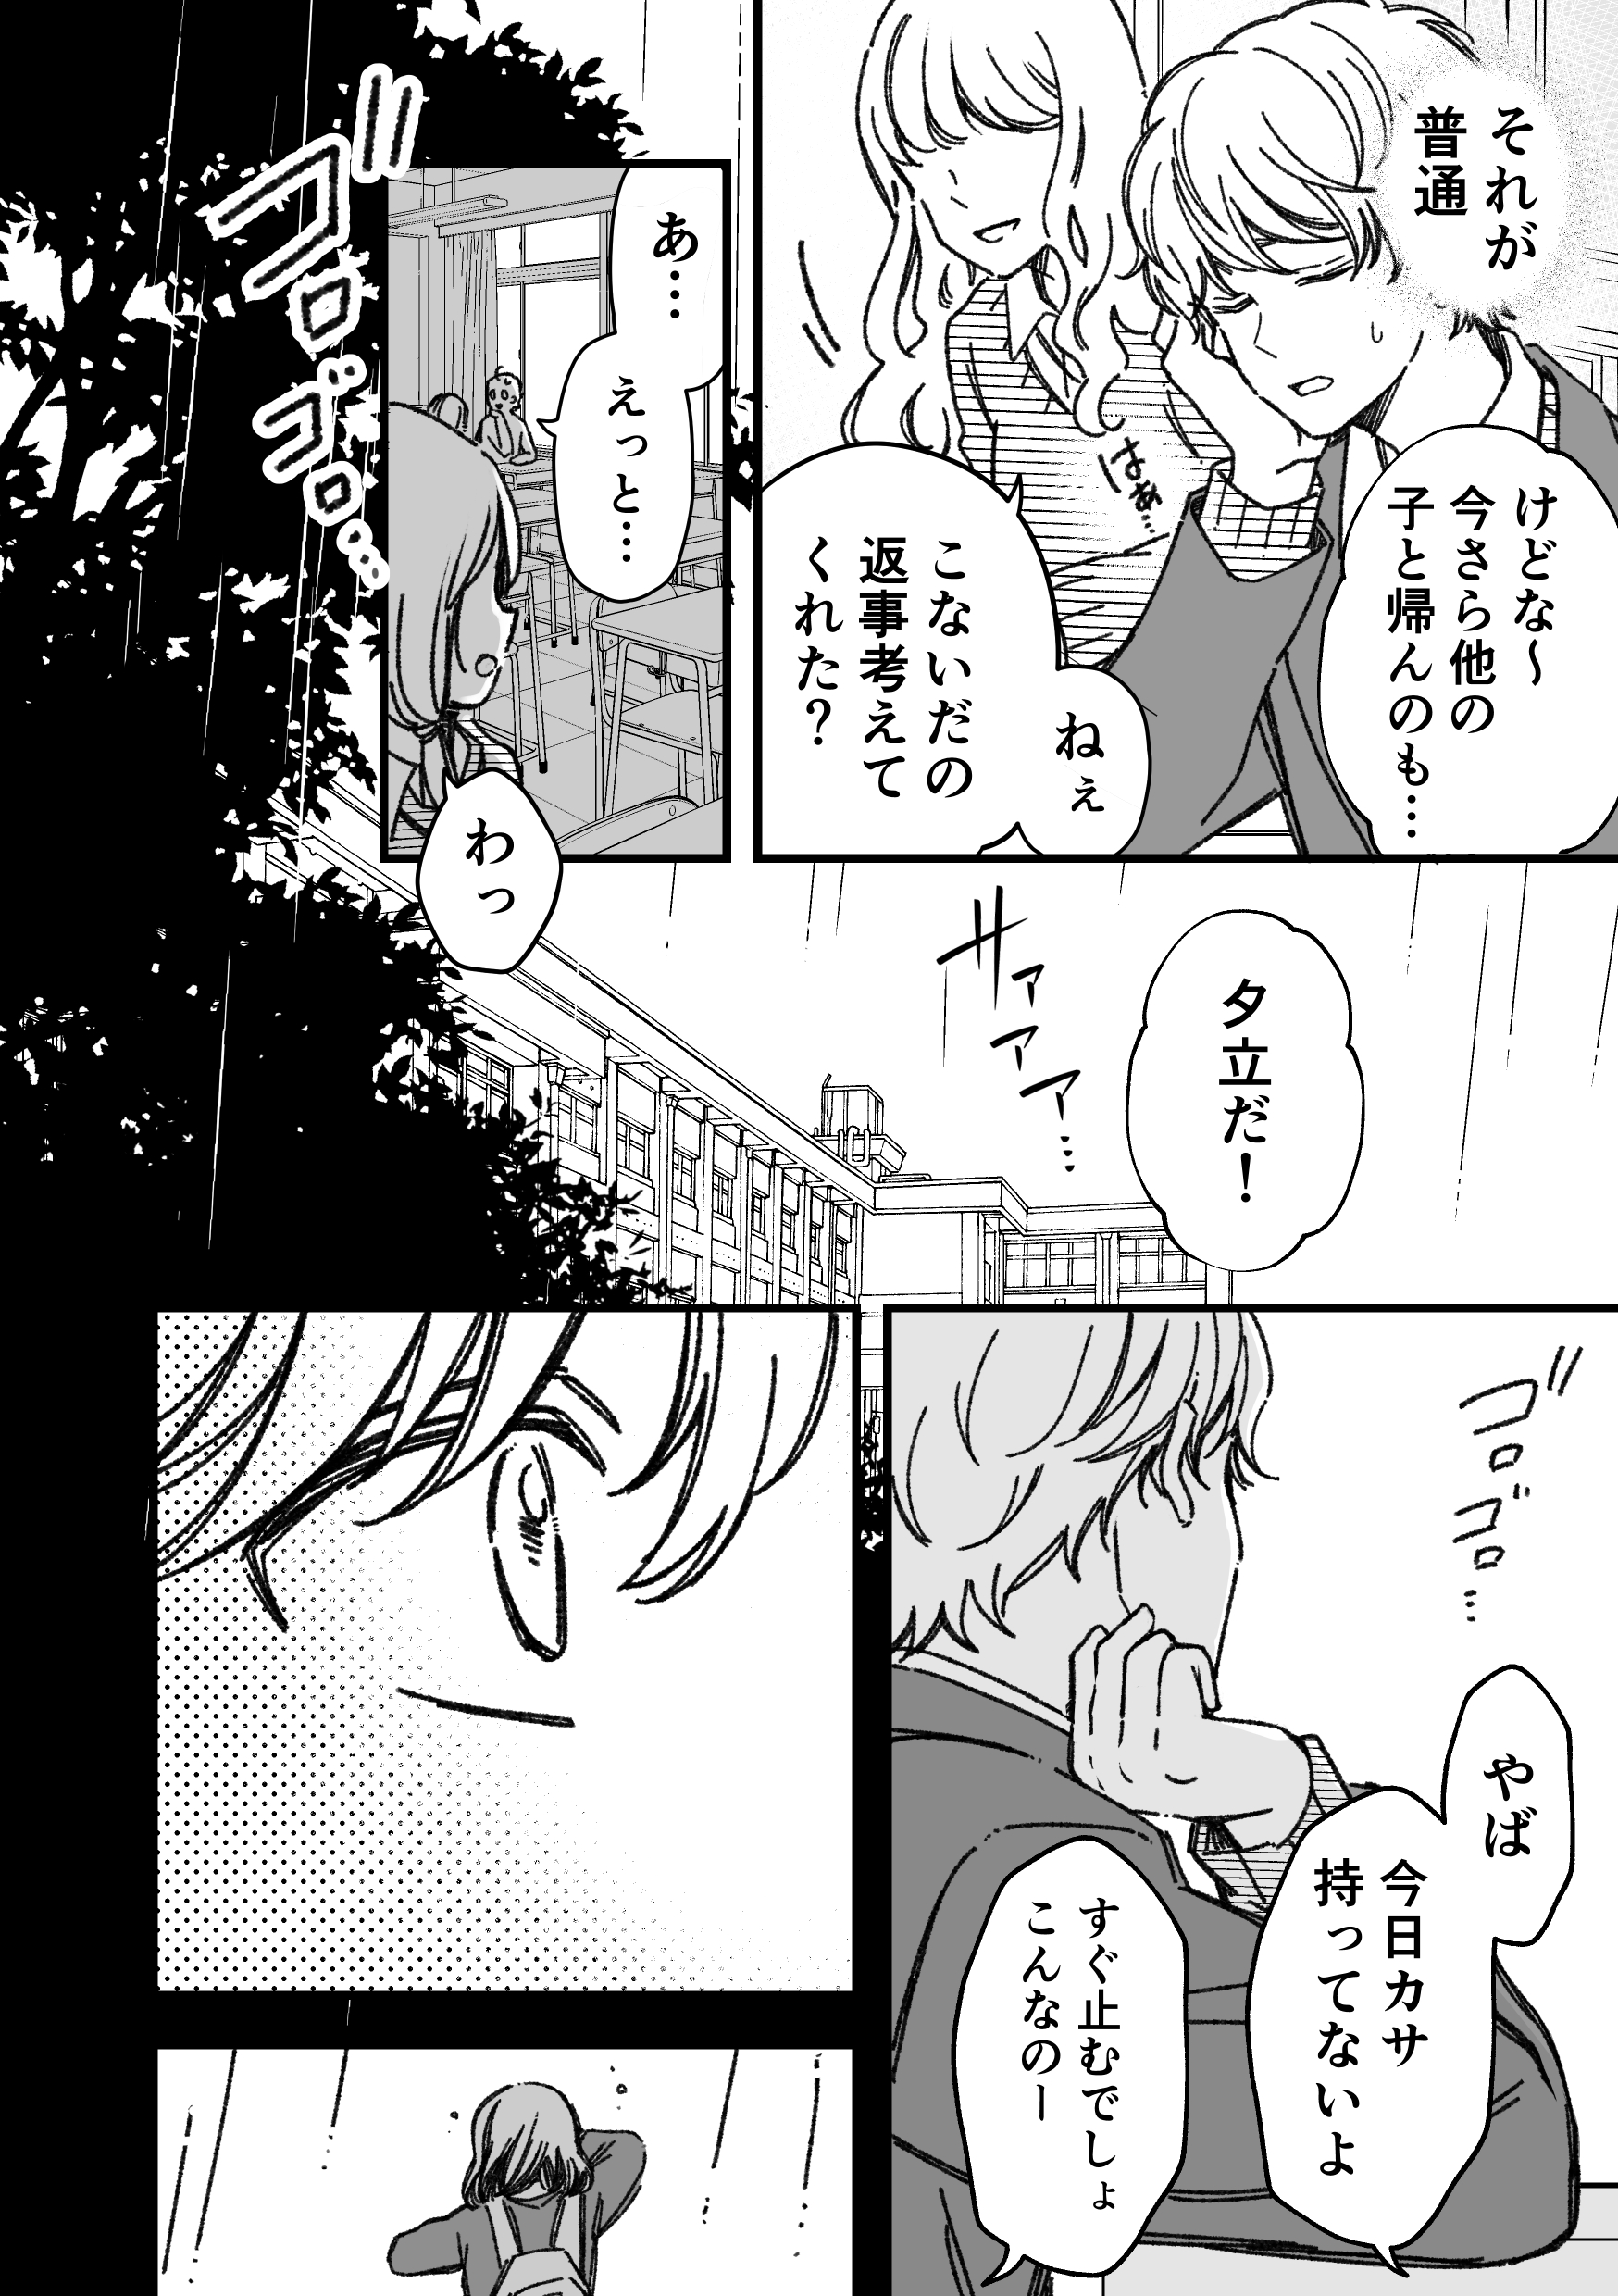 それが
普通
けどな～
今さら他の
子と帰んのも…
はぁ…
ねぇ
こないだの
返事考えて
くれた？
あ…
えっと…
ゴロゴロ…
わっ
夕立だ！
サァァァ…
ゴロゴロ…
やば
今日カサ
持ってないよ
すぐ止むでしょ
こんなのー